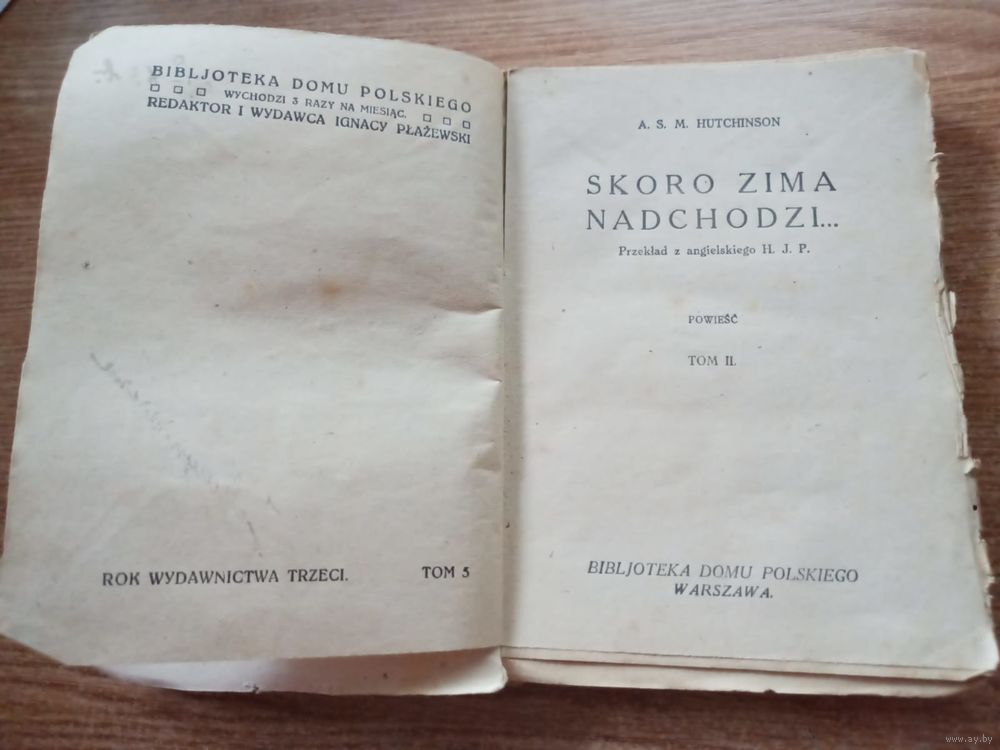 BIBLJOTEKA DOMU POLSKIEGO
WYCHODZI 3 RAZY NA MIESIĄC.
REDAKTOR I WYDAWCA IGNACY PŁAŻEWSKI
ROK WYDAWNICTWA TRZECI. TOM 5
A. S. M. HUTCHINSON
SKORO ZIMA
NADCHODZI...
Przekład z angielskiego H. J. P.
POWIEŚĆ
TOM II.
BIBLJOTEKA DOMU POLSKIEGO
WARSZAWA.
www.ay.by